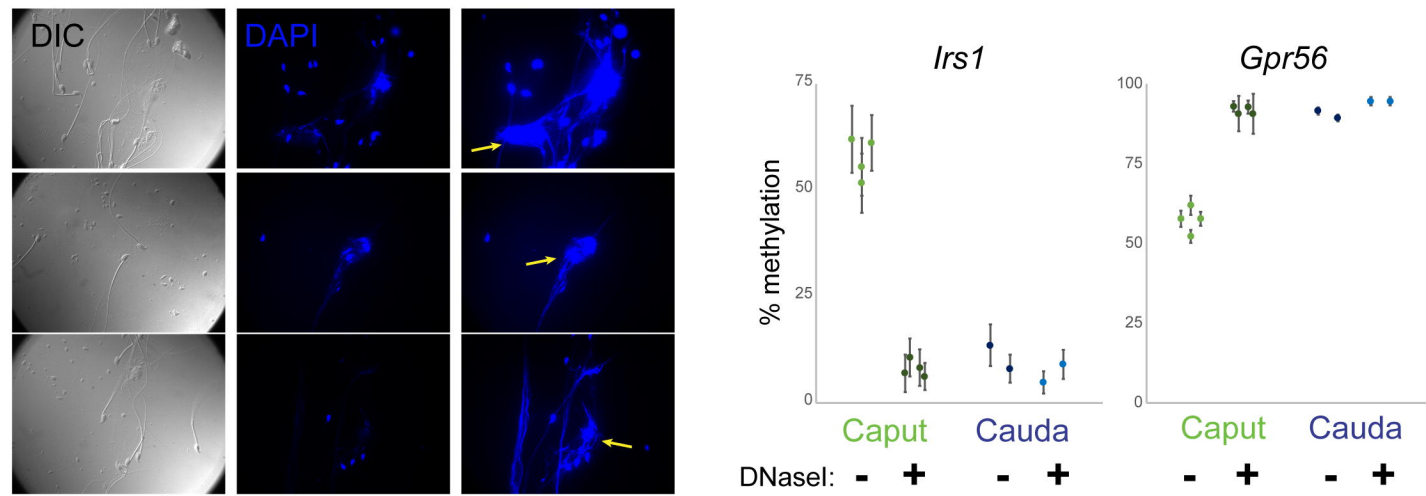 DIC
DAPI
Irs1
Gpr56
% methylation
75
50
25
0
100
75
50
25
0
Caput
Cauda
Caput
Cauda
DNaseI: - + - + - + - +